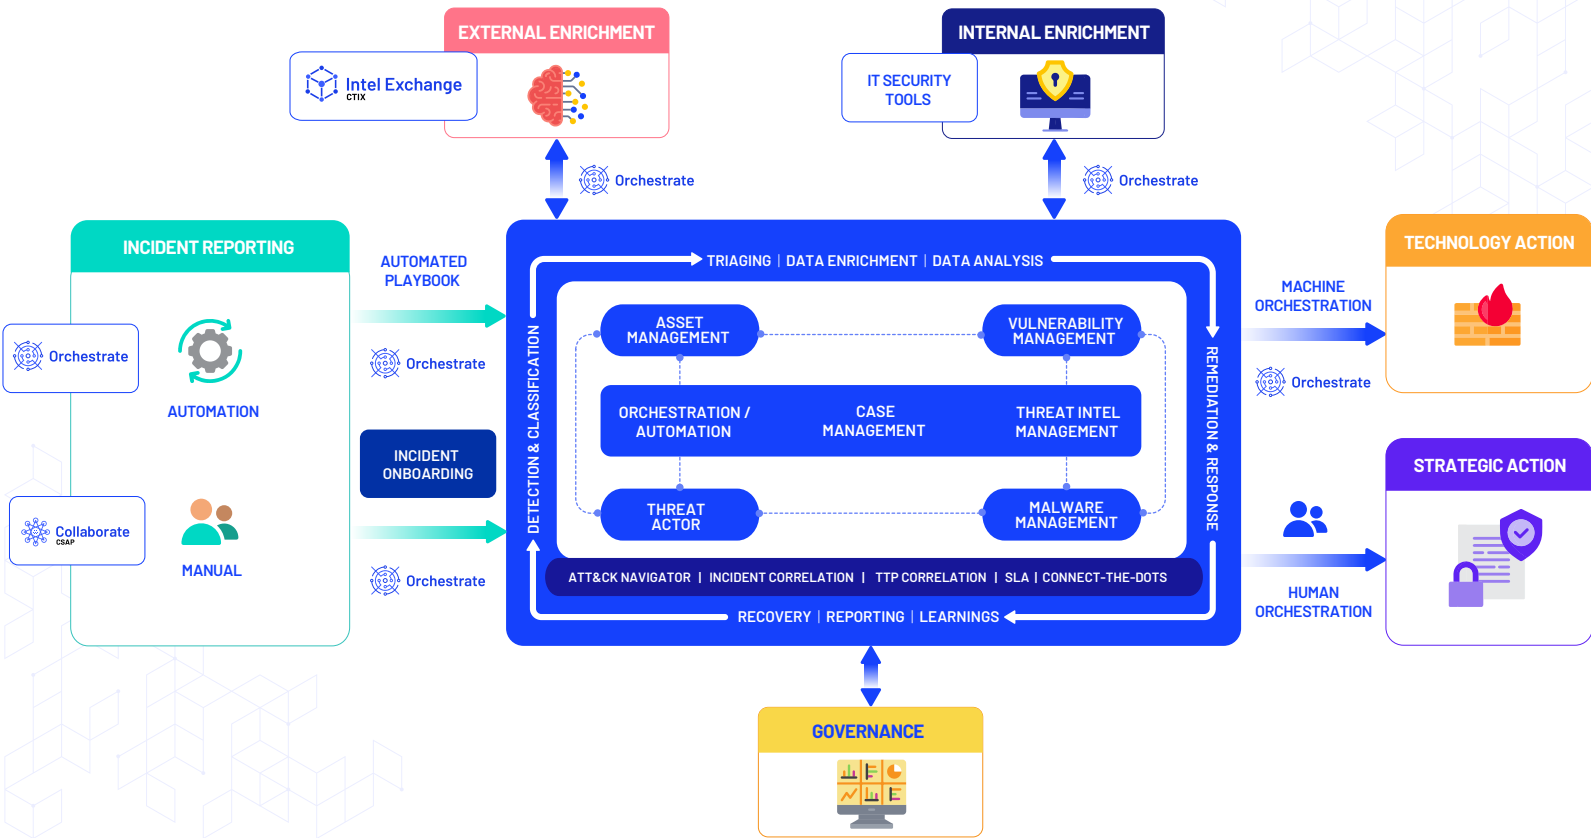 EXTERNAL ENRICHMENT
Intel Exchange
CTIX
INTERNAL ENRICHMENT
IT SECURITY
TOOLS
Orchestrate
Orchestrate
INCIDENT REPORTING
Orchestrate
AUTOMATION
Collaborate
CSAP
MANUAL
AUTOMATED
PLAYBOOK
Orchestrate
INCIDENT
ONBOARDING
Orchestrate
TRIAGING | DATA ENRICHMENT | DATA ANALYSIS
DETECTION & CLASSIFICATION
ASSET
MANAGEMENT
VULNERABILITY
MANAGEMENT
ORCHESTRATION /
AUTOMATION
CASE
MANAGEMENT
THREAT INTEL
MANAGEMENT
THREAT
ACTOR
MALWARE
MANAGEMENT
REMEDIATION & RESPONSE
ATT&CK NAVIGATOR | INCIDENT CORRELATION | TTP CORRELATION | SLA | CONNECT-THE-DOTS
RECOVERY | REPORTING | LEARNINGS
MACHINE
ORCHESTRATION
Orchestrate
HUMAN
ORCHESTRATION
TECHNOLOGY ACTION
STRATEGIC ACTION
GOVERNANCE